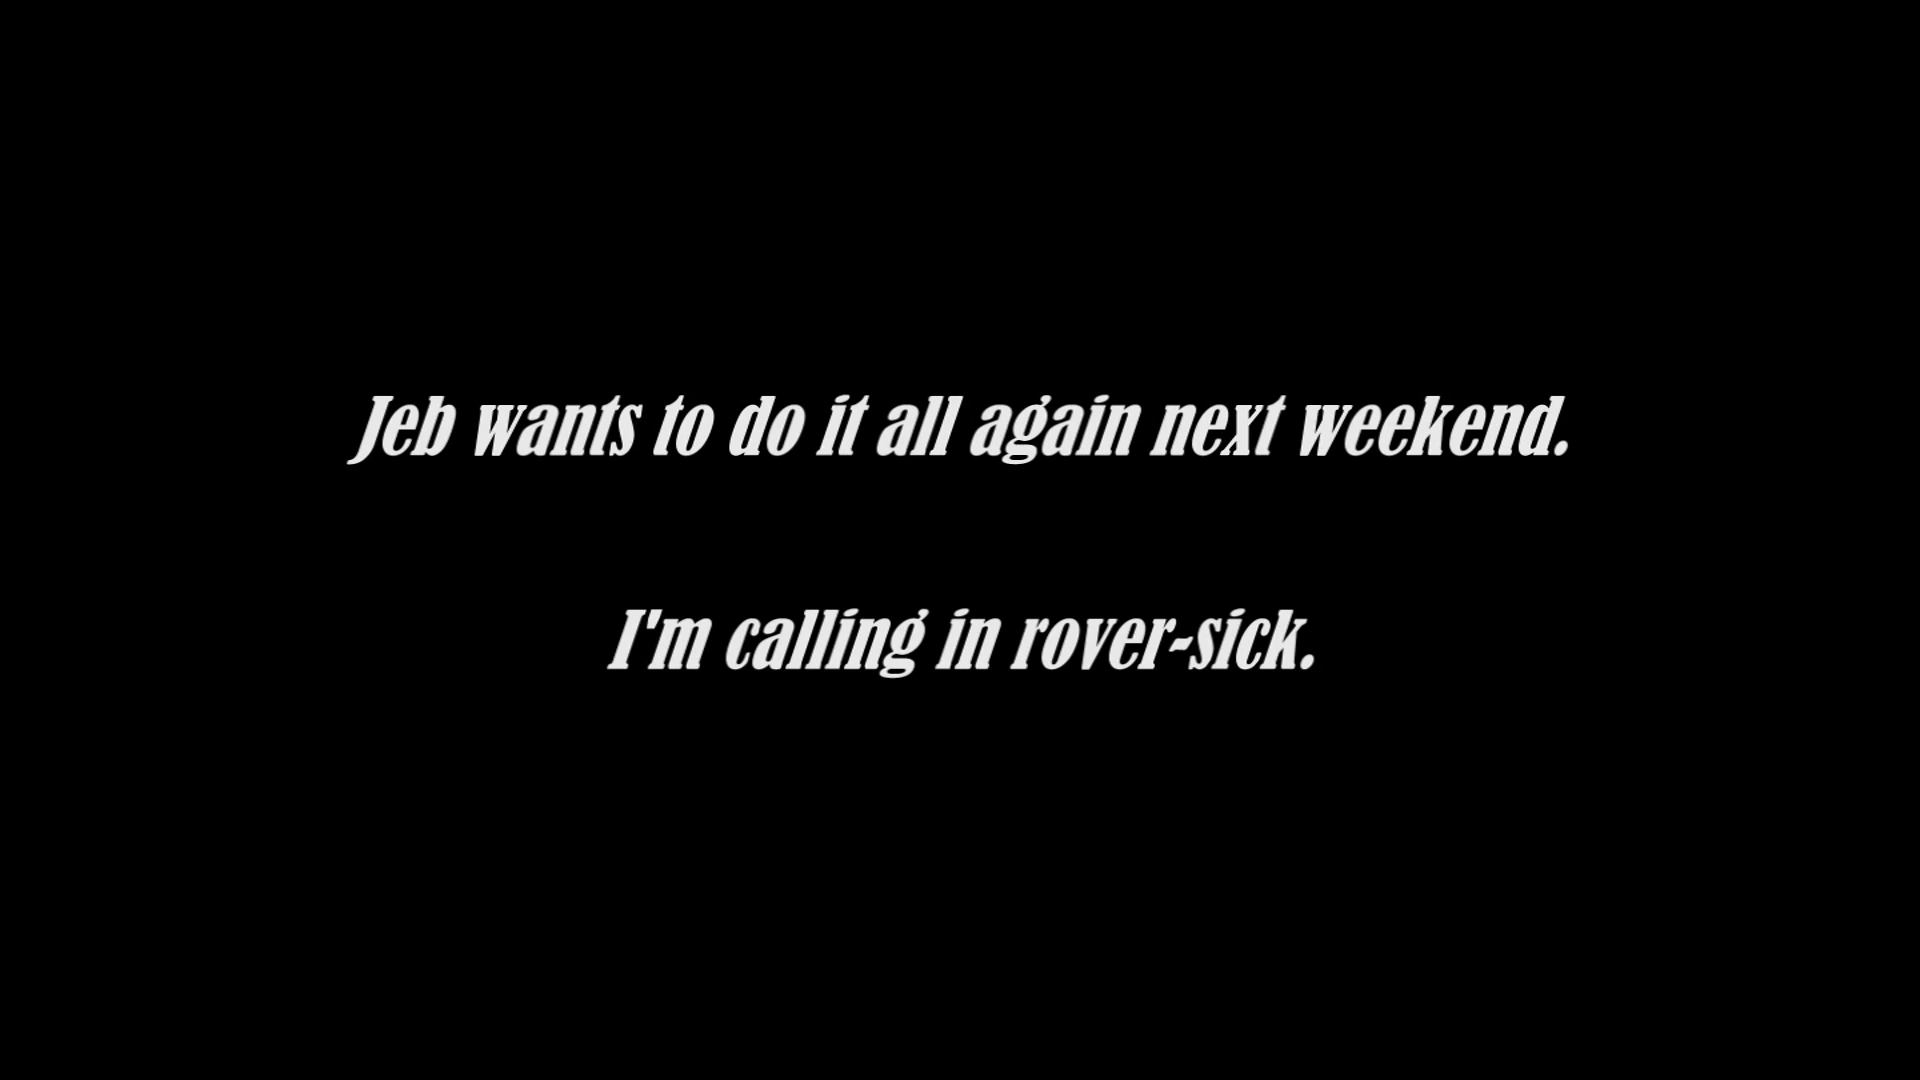 Jeb wants to do it all again next weekend.
I'm calling in rover-sick.